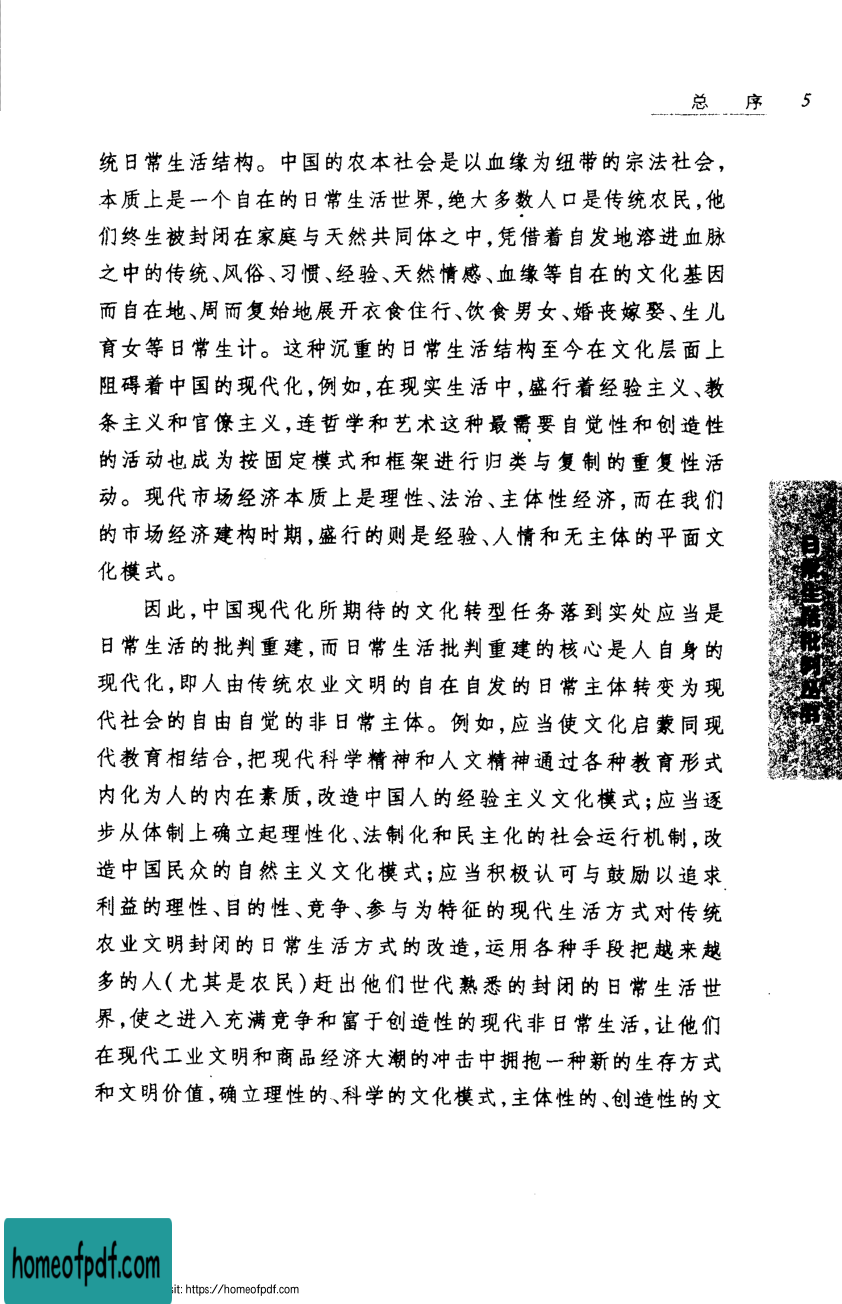 总 序 5
统日常生活结构。中国的农本社会是以血缘为纽带的宗法社会，
本质上是一个自在的日常生活世界，绝大多数人口是传统农民，他
们终生被封闭在家庭与天然共同体之中，凭借着自发地溶进血脉
之中的传统、风俗、习惯、经验、天然情感、血缘等自在的文化基因
而自在地、周而复始地展开衣食住行、饮食男女、婚丧嫁娶、生儿
育女等日常生计。这种沉重的日常生活结构至今在文化层面上
阻碍着中国的现代化，例如，在现实生活中，盛行着经验主义、教
条主义和官僚主义，连哲学和艺术这种最需要自觉性和创造性
的活动也成为按固定模式和框架进行归类与复制的重复性活
动。现代市场经济本质上是理性、法治、主体性经济，而在我们
的市场经济建构时期，盛行的则是经验、人情和无主体的平面文
化模式。
因此，中国现代化所期待的文化转型任务落到实处应当是
日常生活的批判重建，而日常生活批判重建的核心是人自身的
现代化，即人由传统农业文明的自在自发的日常主体转变为现
代社会的自由自觉的非日常主体。例如，应当使文化启蒙同现
代教育相结合，把现代科学精神和人文精神通过各种教育形式
内化为人的内在素质，改造中国人的经验主义文化模式；应当逐
步从体制上确立起理性化、法制化和民主化的社会运行机制，改
造中国民众的自然主义文化模式；应当积极认可与鼓励以追求
利益的理性、目的性、竞争、参与为特征的现代生活方式对传统
农业文明封闭的日常生活方式的改造，运用各种手段把越来越
多的人（尤其是农民）赶出他们世代熟悉的封闭的日常生活世
界，使之进入充满竞争和富于创造性的现代非日常生活，让他们
在现代工业文明和商品经济大潮的冲击中拥抱一种新的生存方式
和文明价值，确立理性的、科学的文化模式，主体性的、创造性的文
日常生活批判丛书
homeofpdf.com
sit: https://homeofpdf.com